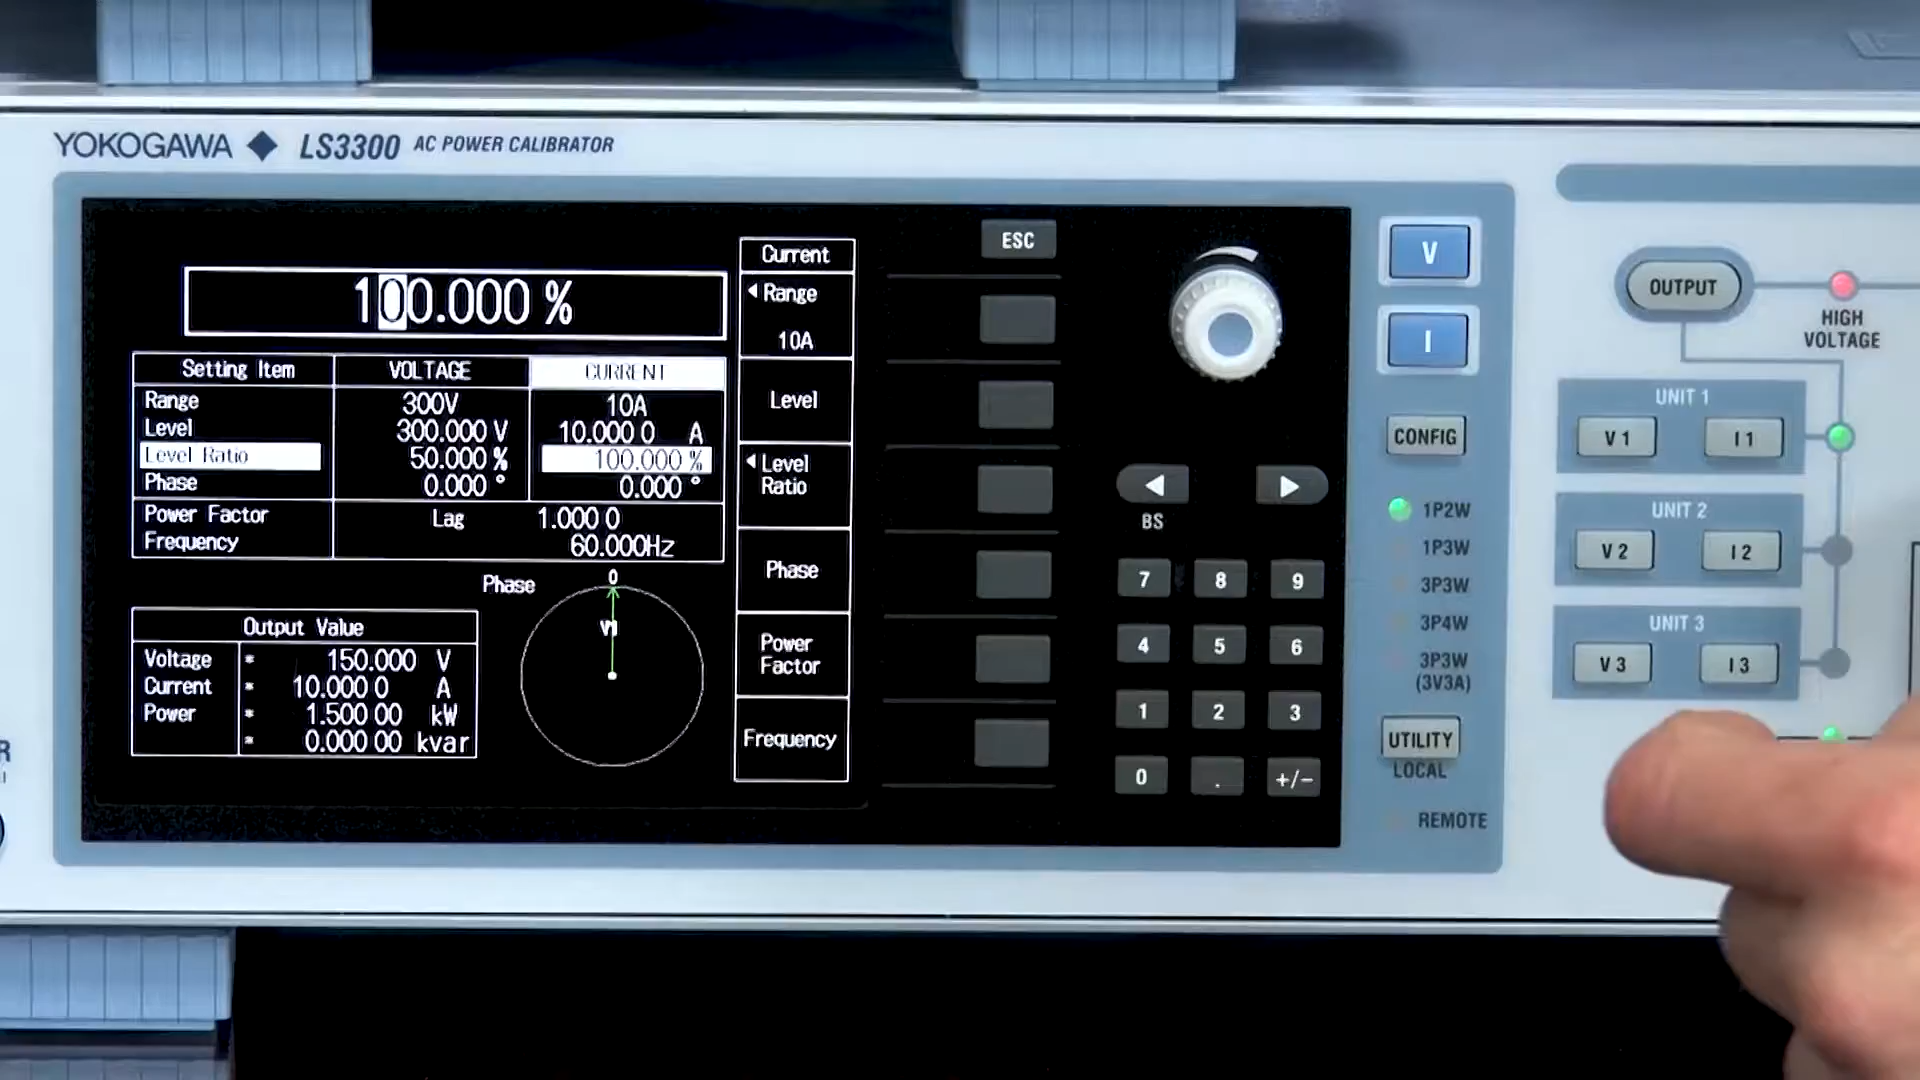 YOKOGAWA ◆ LS3300 AC POWER CALIBRATOR
100.000 %
Setting Item VOLTAGE CURRENT
Range 300V 10A
Level 300.000 V 10.000 0 A
Level Ratio 50.000 % 100.000 %
Phase 0.000 ° 0.000 °
Power Factor Lag 1.000 0
Frequency 60.000Hz
Phase 0
V1
Output Value
Voltage * 150.000 V
Current * 10.000 0 A
Power * 1.500 00 kW
* 0.000 00 kvar
Current
Range
10A
Level
Level
Ratio
Phase
Power
Factor
Frequency
ESC
BS
7 8 9
4 5 6
1 2 3
0 . +/-
V
I
CONFIG
1P2W
1P3W
3P3W
3P4W
3P3W
(3V3A)
UTILITY
LOCAL
REMOTE
OUTPUT
HIGH
VOLTAGE
UNIT 1
V 1 I 1
UNIT 2
V 2 I 2
UNIT 3
V 3 I 3